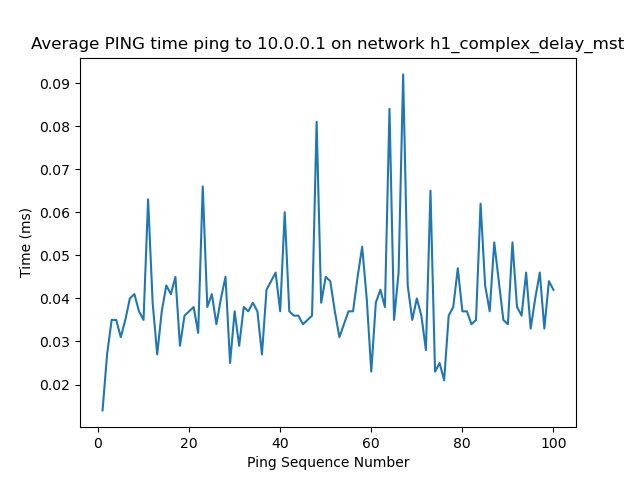 Average PING time ping to 10.0.0.1 on network h1_complex_delay_mst
0.09
0.08
0.07
0.06
0.05
0.04
0.03
0.02
Time (ms)
0 20 40 60 80 100
Ping Sequence Number